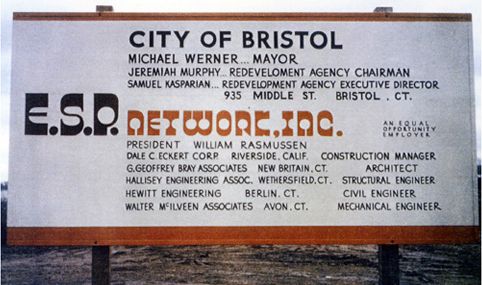 CITY OF BRISTOL
MICHAEL WERNER.... MAYOR
JEREMIAH MURPHY... REDEVELOMENT AGENCY CHAIRMAN
SAMUEL KASPARIAN... REDEVELOPMENT AGENCY EXECUTIVE DIRECTOR
935 MIDDLE ST. BRISTOL . CT.
E.S.P. NETWORK, INC.
AN EQUAL
OPPORTUNITY
EMPLOYER
PRESIDENT WILLIAM RASMUSSEN
DALE C. ECKERT CORP. RIVERSIDE, CALIF. CONSTRUCTION MANAGER
G.GEOFFREY BRAY ASSOCIATES NEW BRITAIN . CT. ARCHITECT
HALLISEY ENGINEERING ASSOC. WETHERSFIELD, CT. STRUCTURAL ENGINEER
HEWITT ENGINEERING BERLIN . CT. CIVIL ENGINEER
WALTER McILVEEN ASSOCIATES AVON . CT. MECHANICAL ENGINEER